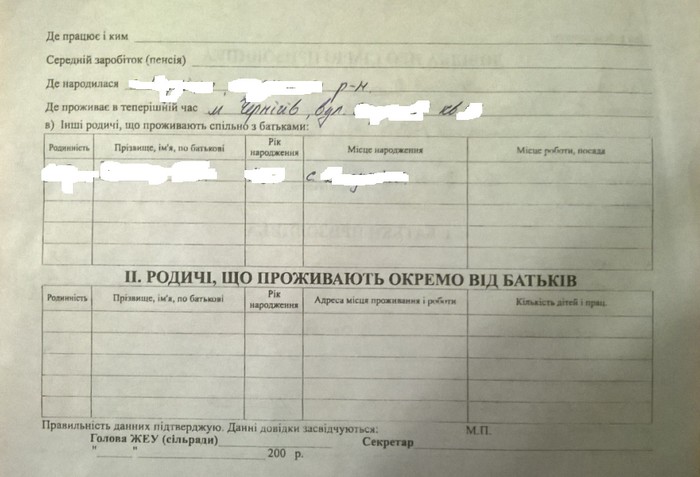 Де працює і ким
Середній заробіток (пенсія)
Де народилася р-н.
Де проживає в теперішній час м Чернігів, вул. кв
в) Інші родичі, що проживають спільно з батьками:
Родинність Прізвище, ім'я, по батькові Рік народження Місце народження Місце роботи, посада
с
ІІ. РОДИЧІ, ЩО ПРОЖИВАЮТЬ ОКРЕМО ВІД БАТЬКІВ
Родинність Прізвище, ім'я, по батькові Рік народження Адреса місця проживання і роботи Кількість дітей і прац.
Правильність данних підтверджую. Данні довідки засвідчуються: М.П.
Голова ЖЕУ (сільради) Секретар
"   " 200 р.